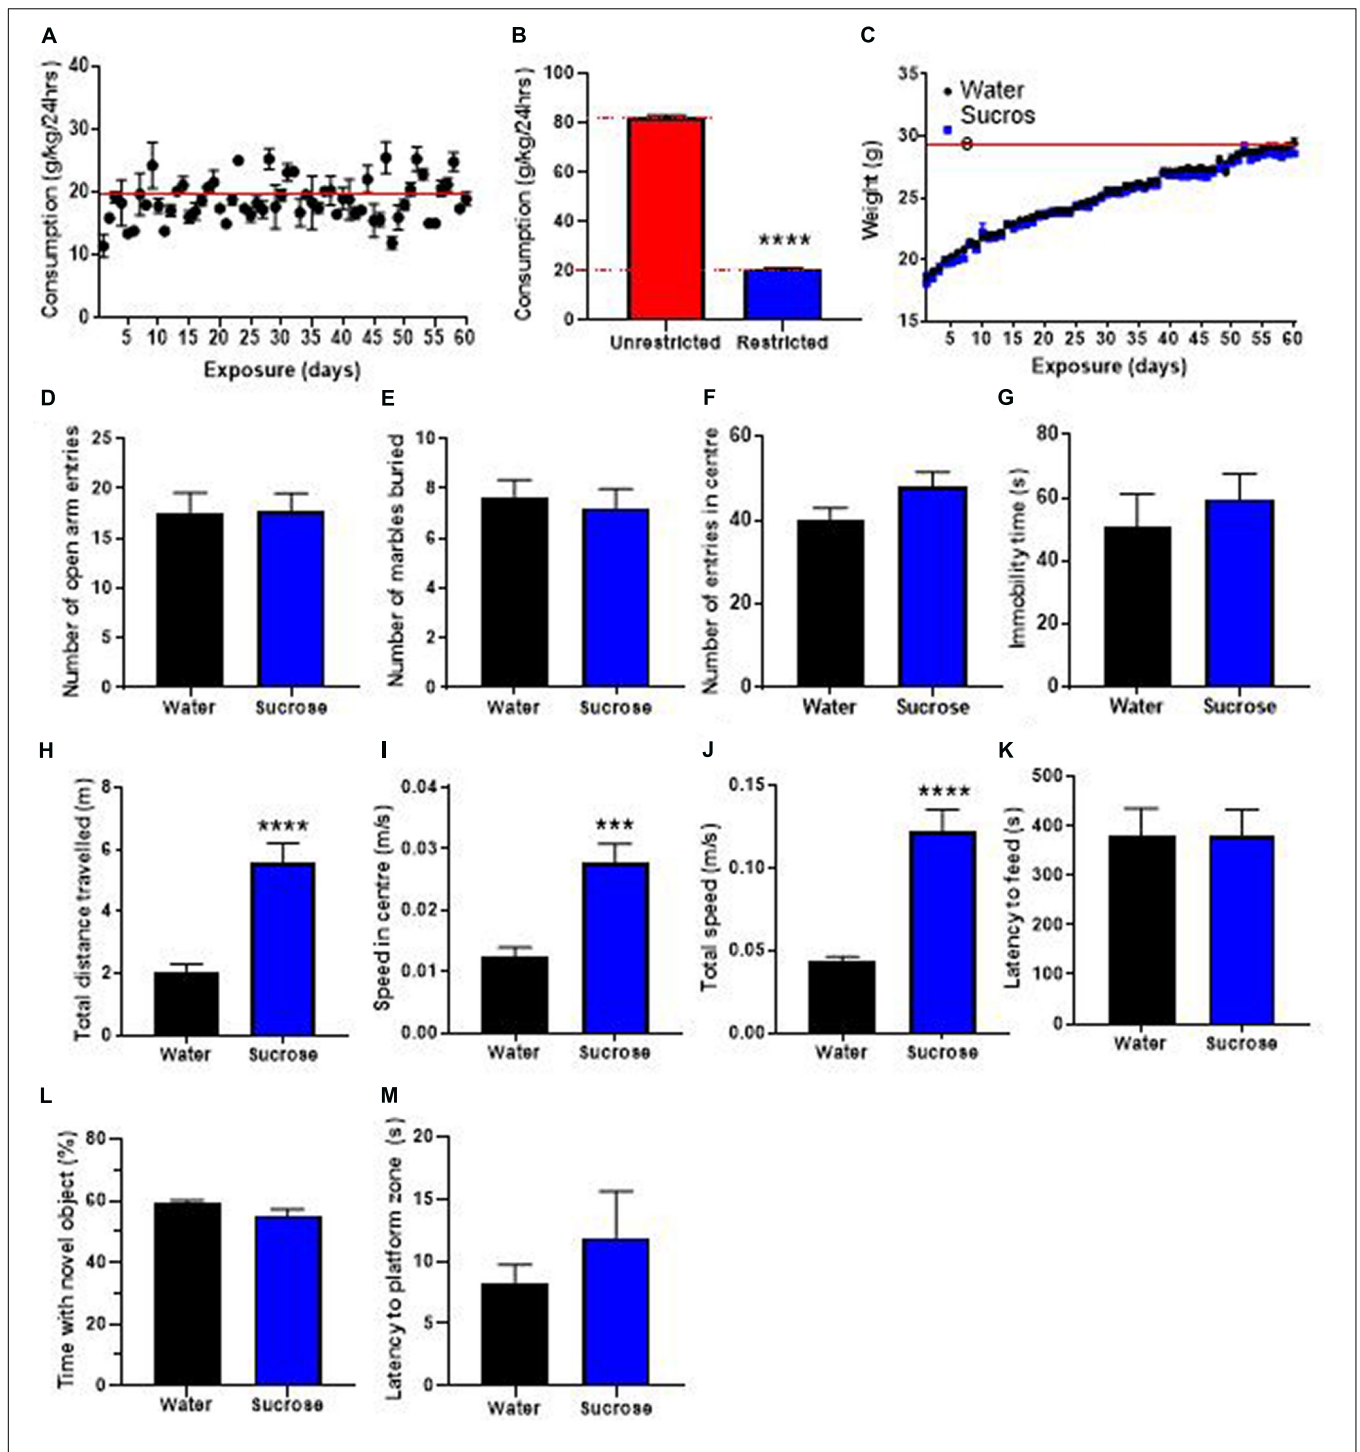 A
Consumption (g/kg/24hrs)
40
30
20
10
0
5 10 15 20 25 30 35 40 45 50 55 60
Exposure (days)
B
Consumption (g/kg/24hrs)
100
80
60
40
20
0
****
Unrestricted Restricted
C
Weight (g)
35
30
25
20
15
Water
Sucros
e
5 10 15 20 25 30 35 40 45 50 55 60
Exposure (days)
D
Number of open arm entries
25
20
15
10
5
0
Water Sucrose
E
Number of marbles buried
10
8
6
4
2
0
Water Sucrose
F
Number of entries in centre
60
40
20
0
Water Sucrose
G
Immobility time (s)
80
60
40
20
0
Water Sucrose
H
Total distance travelled (m)
8
6
4
2
0
****
Water Sucrose
I
Speed in centre (m/s)
0.04
0.03
0.02
0.01
0.00
***
Water Sucrose
J
Total speed (m/s)
0.15
0.10
0.05
0.00
****
Water Sucrose
K
Latency to feed (s)
500
400
300
200
100
0
Water Sucrose
L
Time with novel object (%)
80
60
40
20
0
Water Sucrose
M
Latency to platform zone (s)
20
15
10
5
0
Water Sucrose